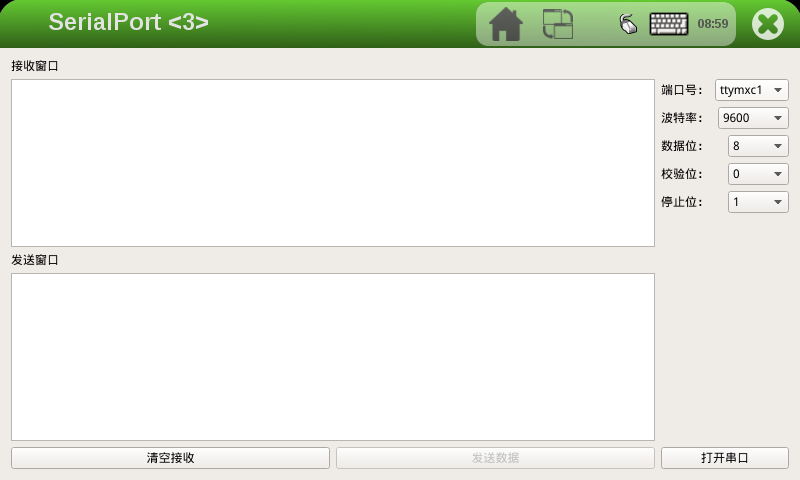 SerialPort <3>
08:59
接收窗口
端口号: ttymxc1
波特率: 9600
数据位: 8
校验位: 0
停止位: 1
发送窗口
清空接收 发送数据 打开串口